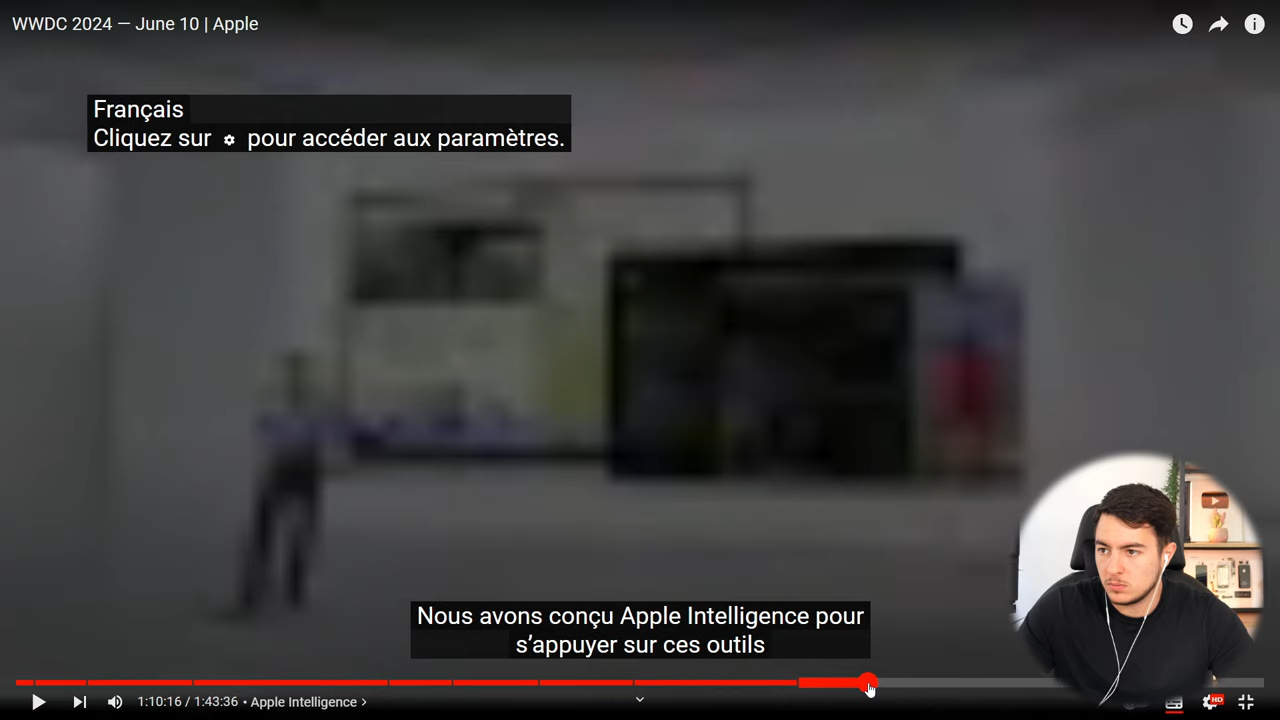 WWDC 2024 — June 10 | Apple
Français
Cliquez sur pour accéder aux paramètres.
Nous avons conçu Apple Intelligence pour
s’appuyer sur ces outils
1:10:16 / 1:43:36 • Apple Intelligence >
HD